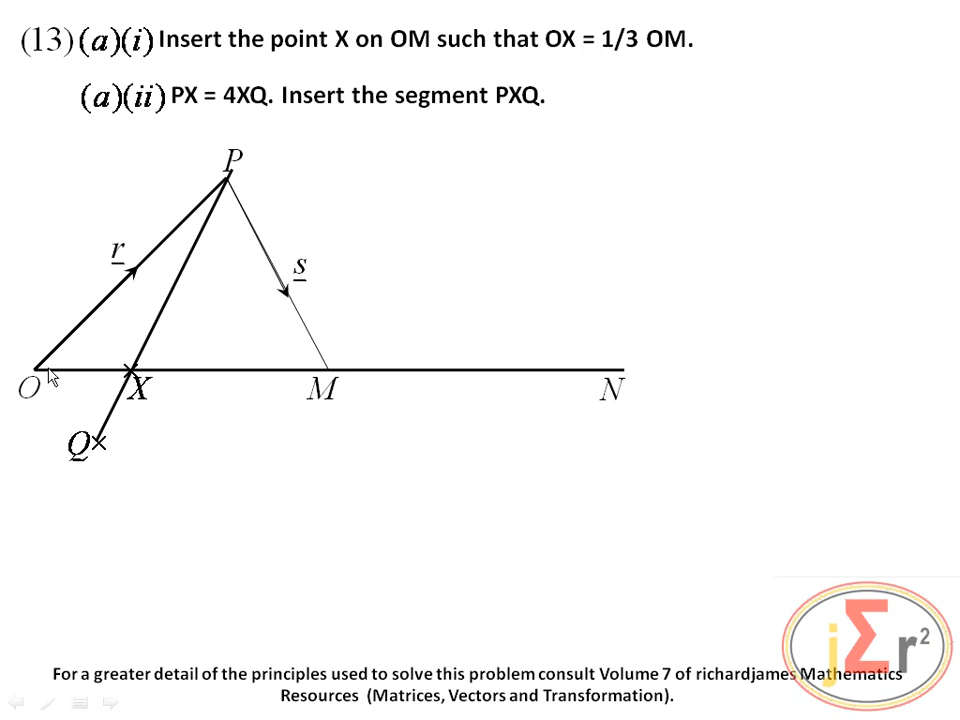 (13) (a)(i) Insert the point X on OM such that OX = 1/3 OM.
(a)(ii) PX = 4XQ. Insert the segment PXQ.
P
r
s
O
X
M
N
Q
jΣr²
For a greater detail of the principles used to solve this problem consult Volume 7 of richardjames Mathematics
Resources (Matrices, Vectors and Transformation).